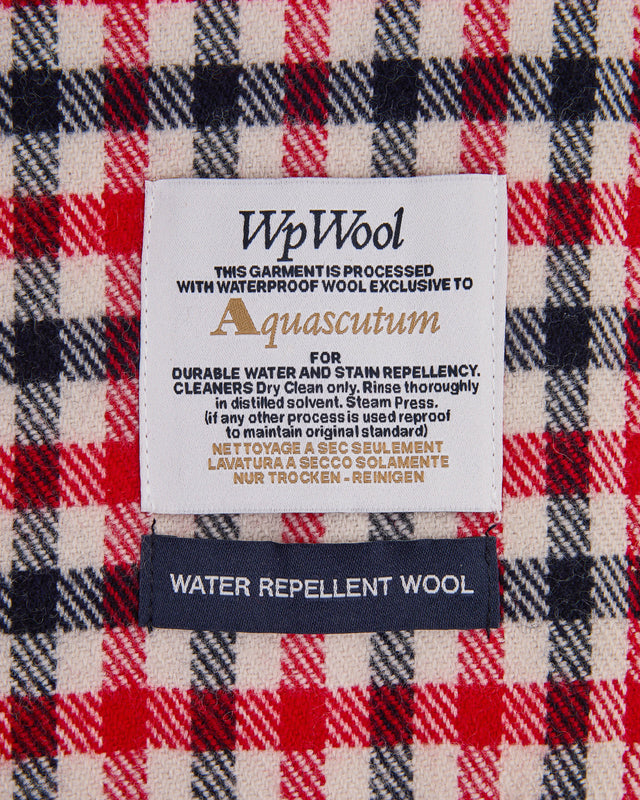 WpWool
THIS GARMENT IS PROCESSED
WITH WATERPROOF WOOL EXCLUSIVE TO
Aquascutum
FOR
DURABLE WATER AND STAIN REPELLENCY.
CLEANERS Dry Clean only. Rinse thoroughly
in distilled solvent. Steam Press.
(if any other process is used reproof
to maintain original standard)
NETTOYAGE A SEC SEULEMENT
LAVATURA A SECCO SOLAMENTE
NUR TROCKEN - REINIGEN
WATER REPELLENT WOOL